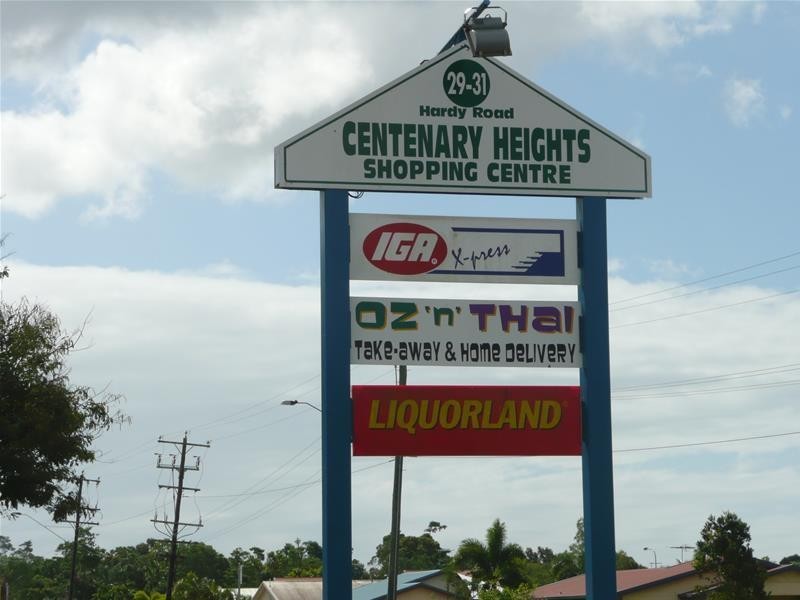 29-31
Hardy Road
CENTENARY HEIGHTS
SHOPPING CENTRE
IGA X-press
OZ 'n' THAI
TAKE-AWAY & HOME DELIVERY
LIQUORLAND